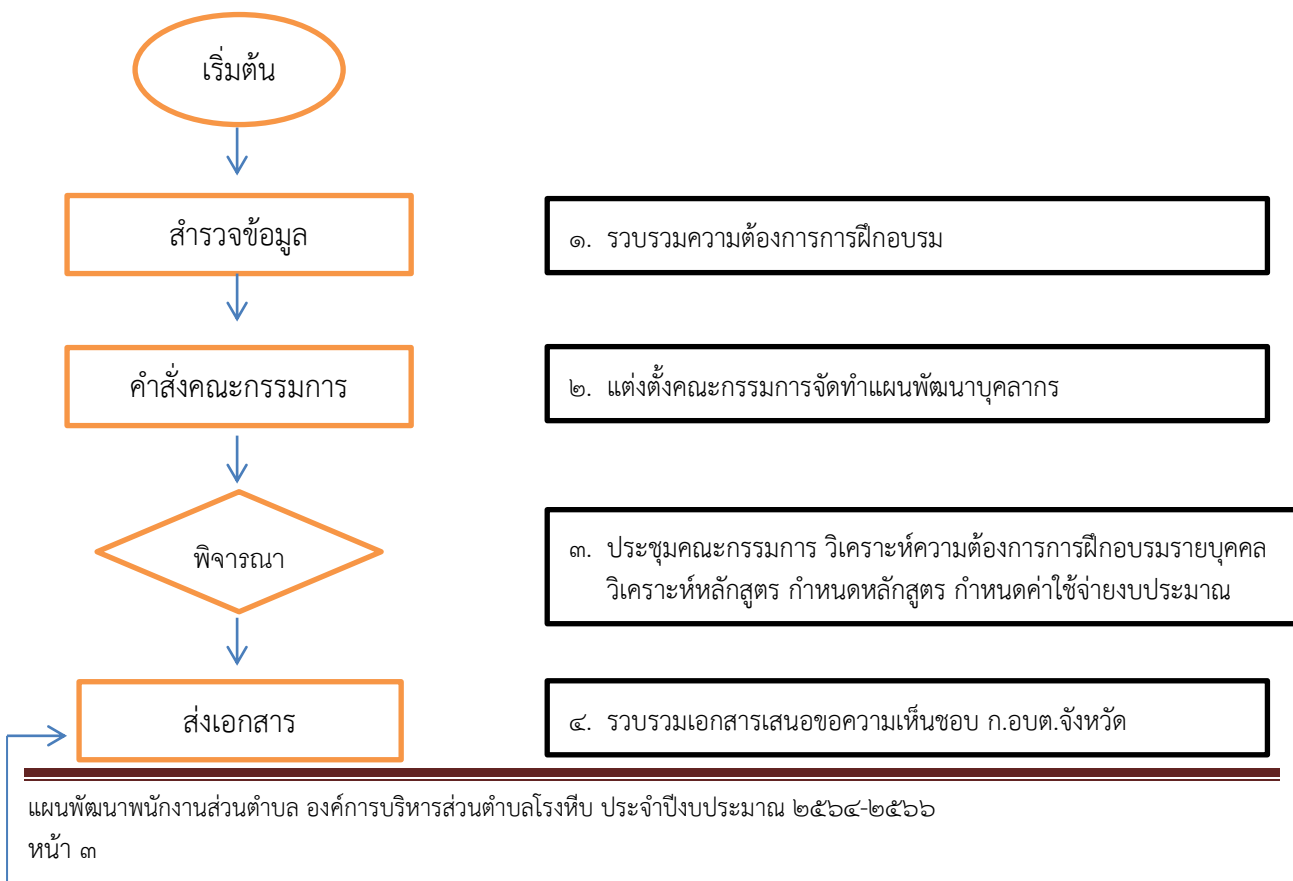 เริ่มต้น
สำรวจข้อมูล
๑. รวบรวมความต้องการการฝึกอบรม
คำสั่งคณะกรรมการ
๒. แต่งตั้งคณะกรรมการจัดทำแผนพัฒนาบุคลากร
พิจารณา
๓. ประชุมคณะกรรมการ วิเคราะห์ความต้องการการฝึกอบรมรายบุคคล
วิเคราะห์หลักสูตร กำหนดหลักสูตร กำหนดค่าใช้จ่ายงบประมาณ
ส่งเอกสาร
๔. รวบรวมเอกสารเสนอขอความเห็นชอบ ก.อบต.จังหวัด
แผนพัฒนาพนักงานส่วนตำบล องค์การบริหารส่วนตำบลโรงหีบ ประจำปีงบประมาณ ๒๕๖๔-๒๕๖๖
หน้า ๓